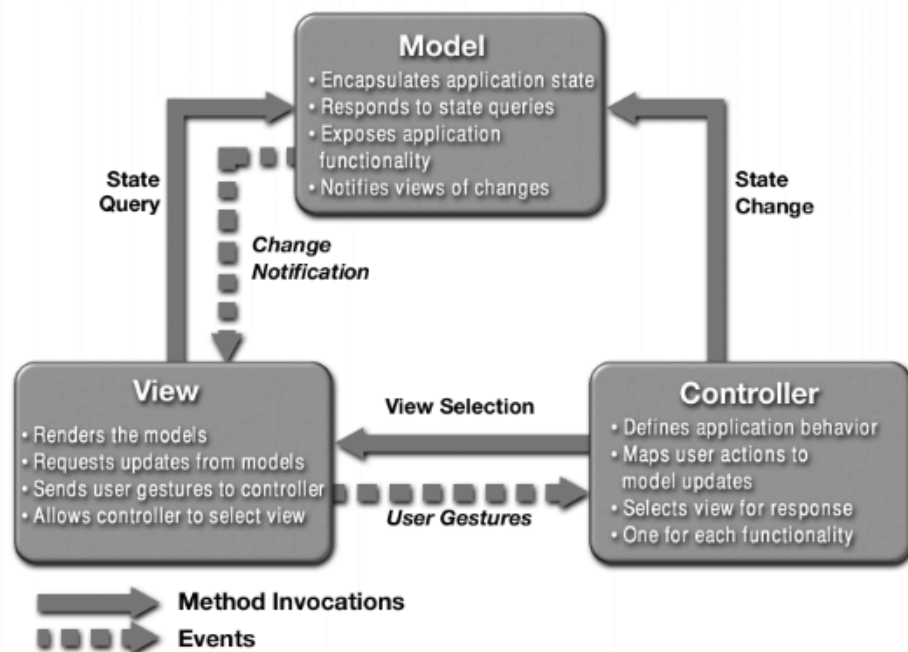 Model
• Encapsulates application state
• Responds to state queries
• Exposes application
functionality
• Notifies views of changes
State
Query
State
Change
Change
Notification
View
• Renders the models
• Requests updates from models
• Sends user gestures to controller
• Allows controller to select view
View Selection
User Gestures
Controller
• Defines application behavior
• Maps user actions to
model updates
• Selects view for response
• One for each functionality
Method Invocations
Events